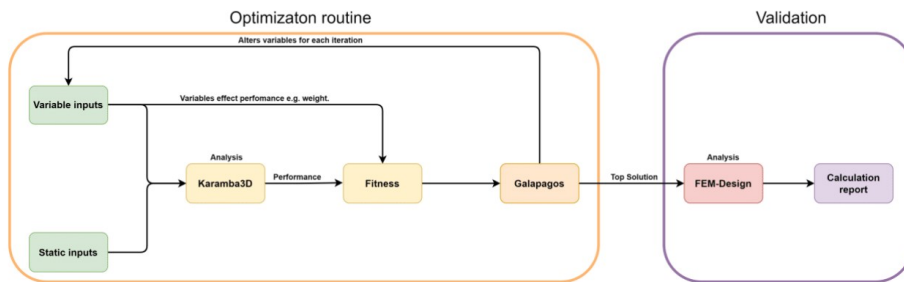 Optimizaton routine
Validation
Alters variables for each iteration
Variable inputs
Variables effect perfomance e.g. weight.
Analysis
Karamba3D
Performance
Fitness
Galapagos
Top Solution
Analysis
FEM-Design
Calculation
report
Static inputs